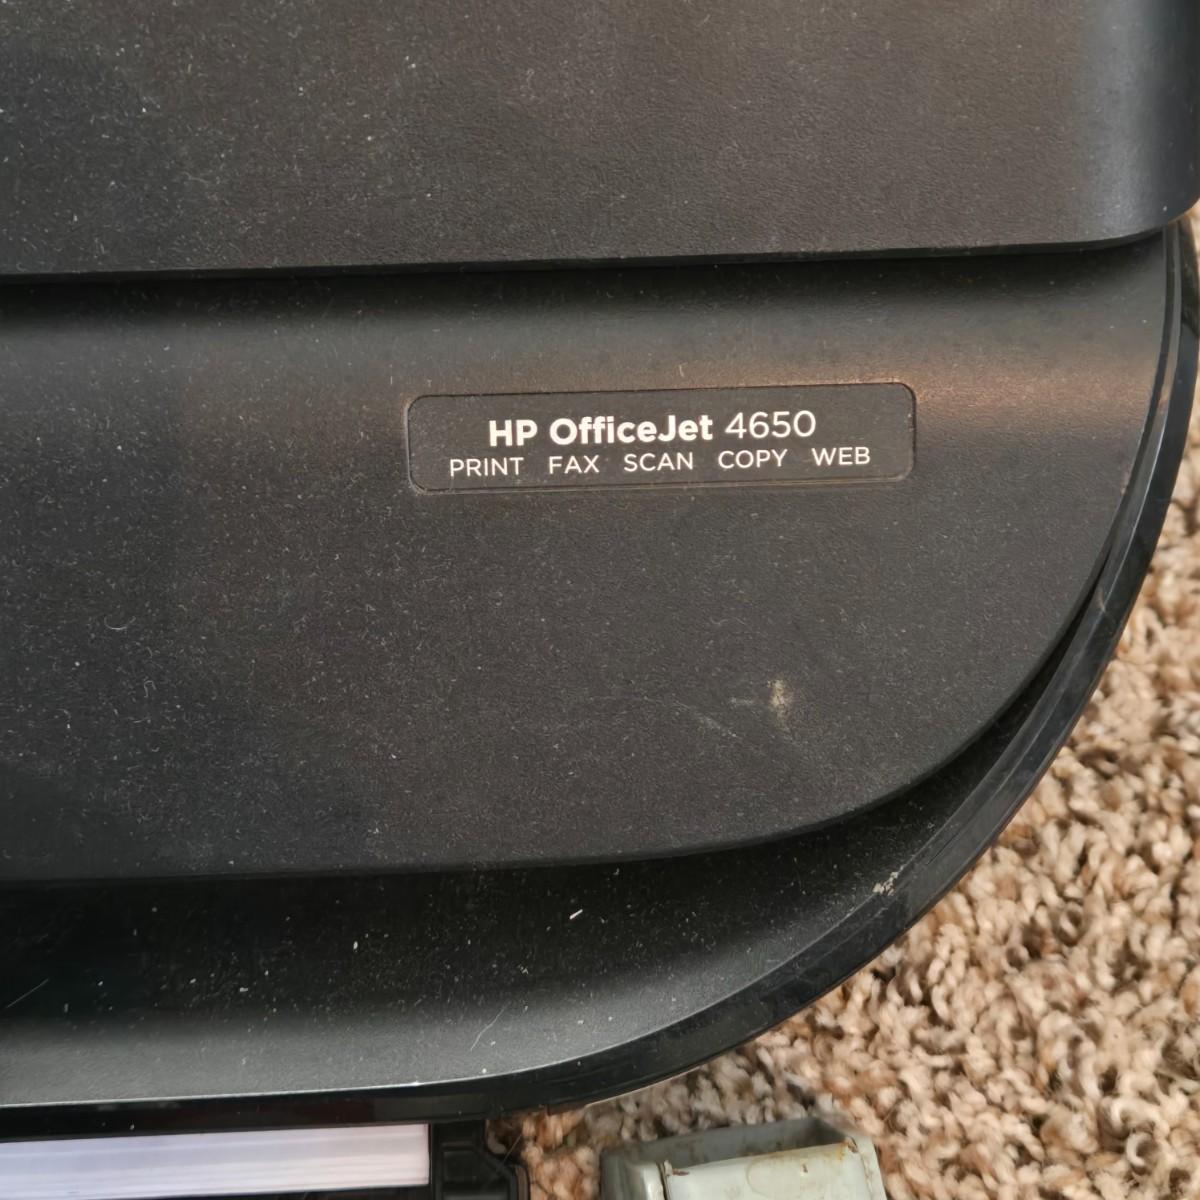 HP OfficeJet 4650
PRINT FAX SCAN COPY WEB